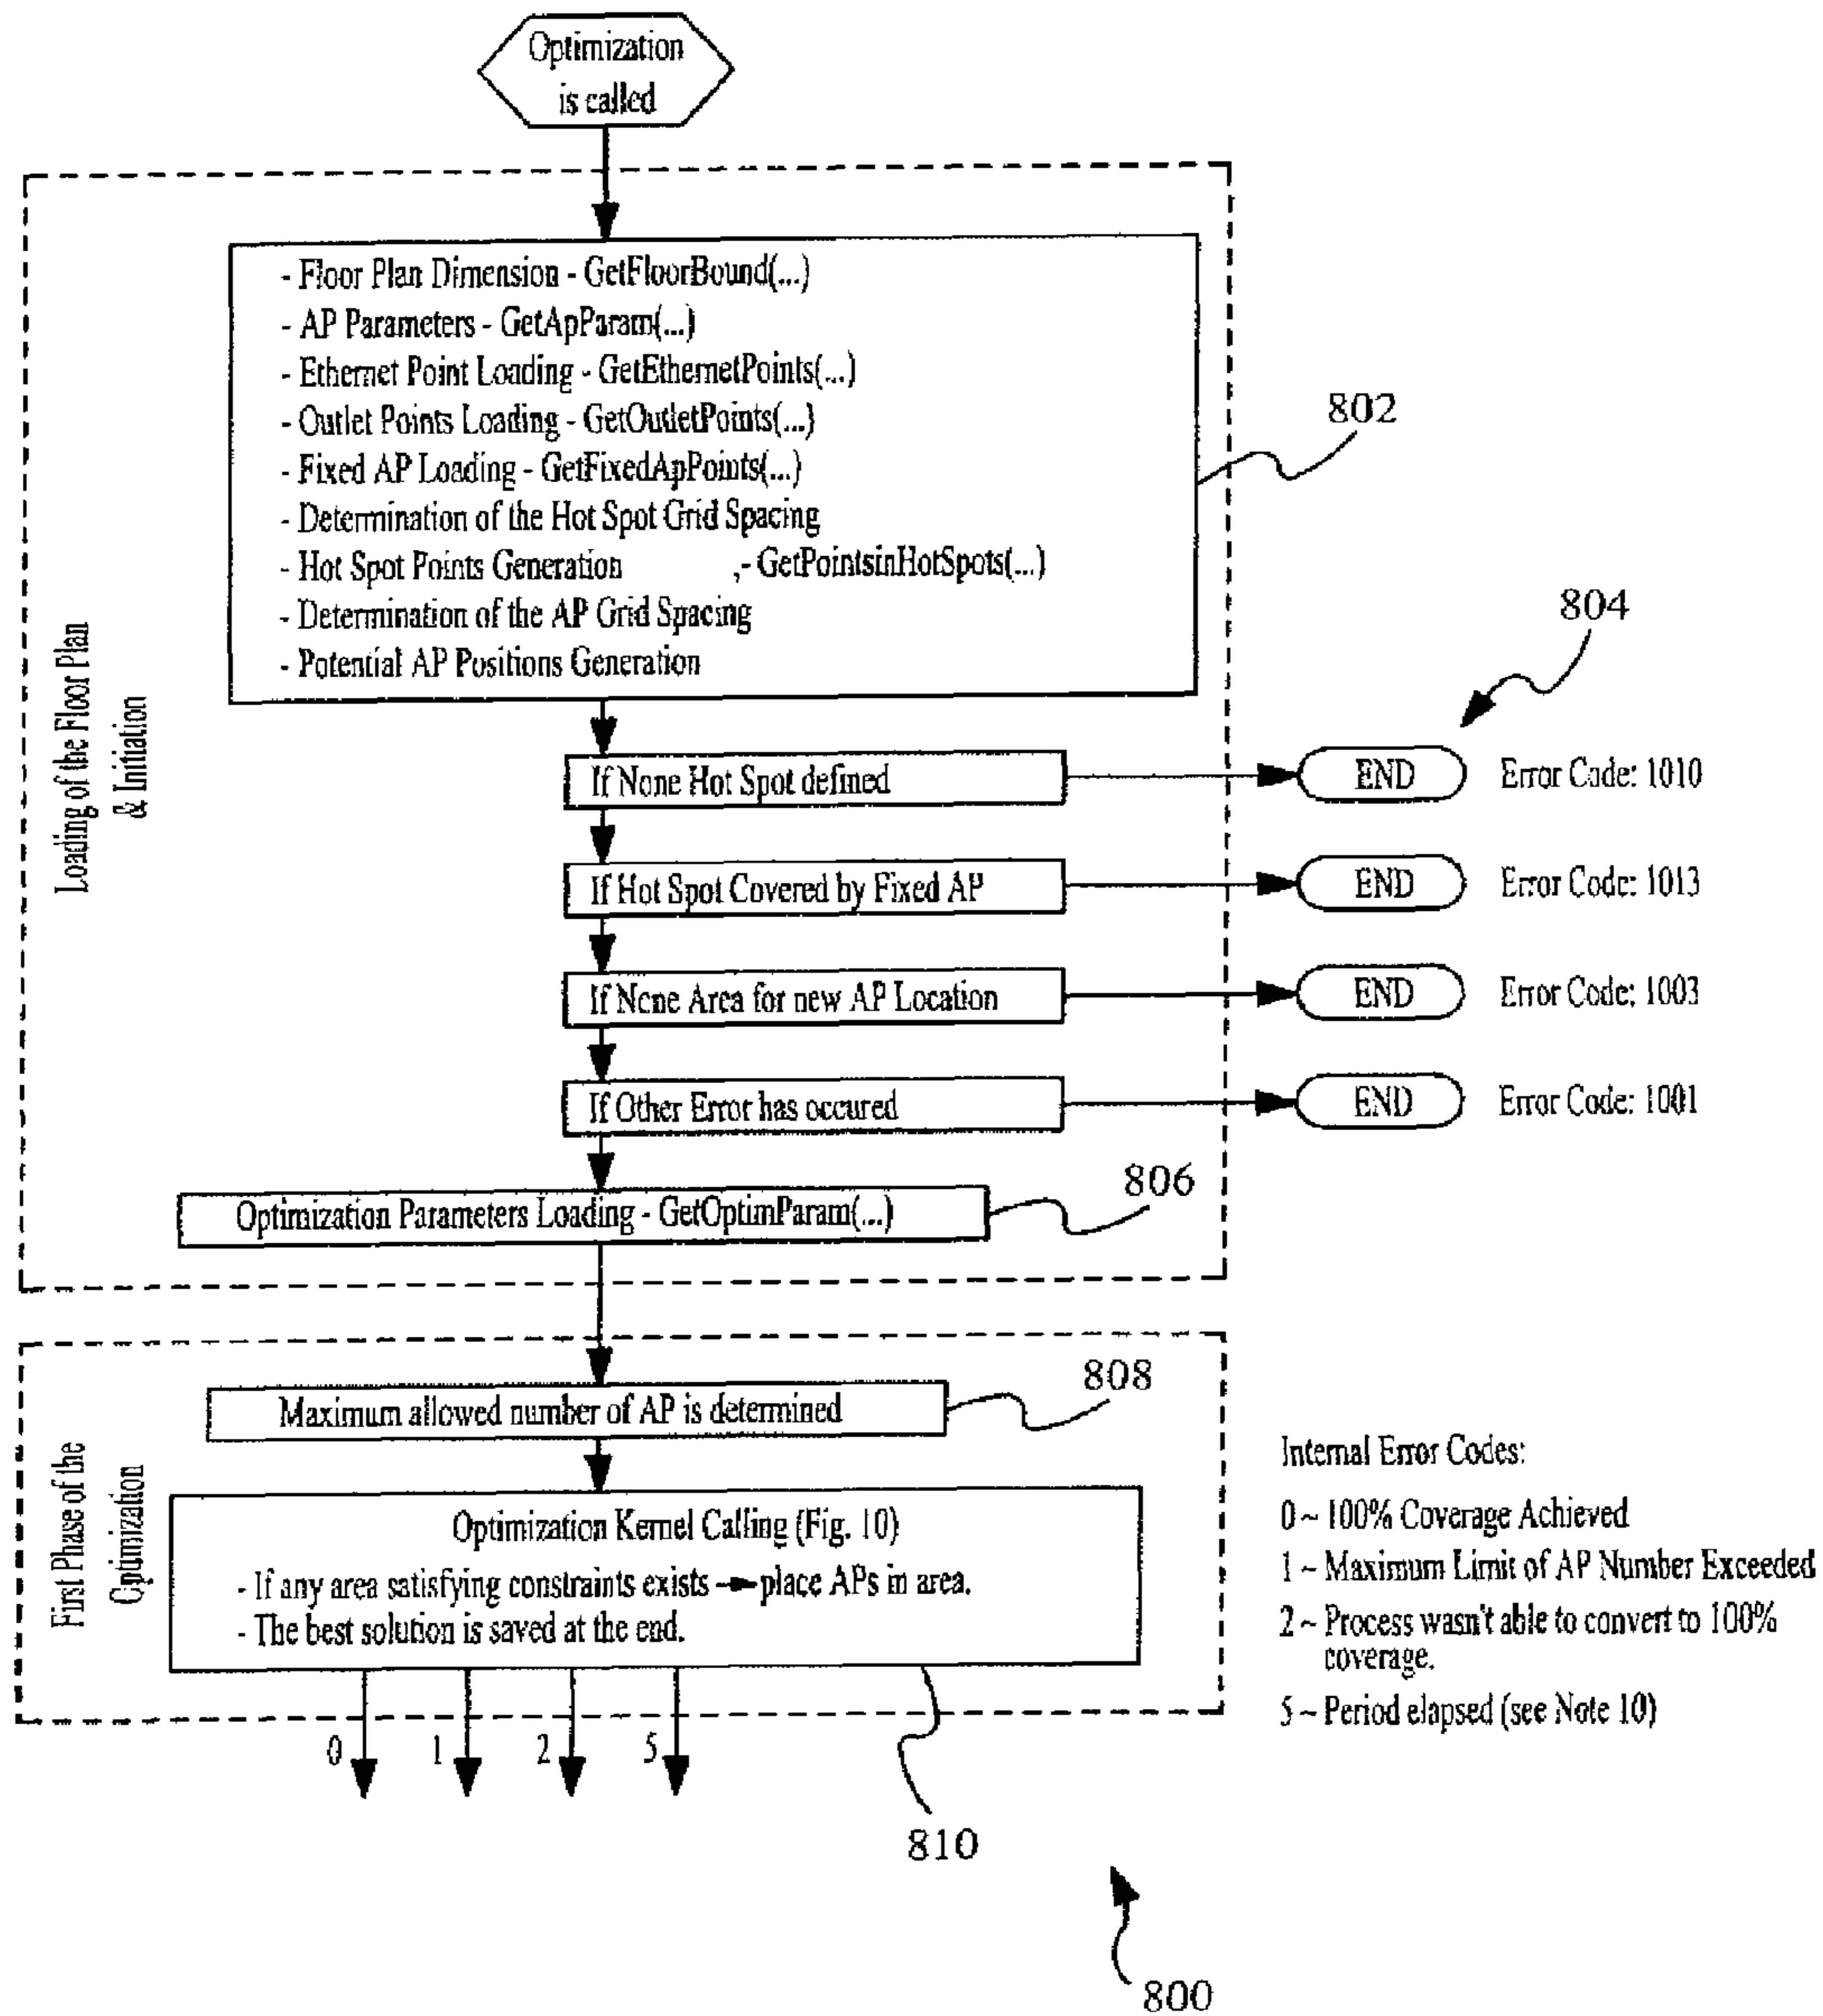 Optimization
is called
- Floor Plan Dimension - GetFloorBound(...)
- AP Parameters - GetApParam(...)
- Ethernet Point Loading - GetEthernetPoints(...)
- Outlet Points Loading - GetOutletPoints(...)
- Fixed AP Loading - GetFixedApPoints(...)
- Determination of the Hot Spot Grid Spacing
- Hot Spot Points Generation ,- GetPointsinHotSpots(...)
- Determination of the AP Grid Spacing
- Potential AP Positions Generation
802
804
Loading of the Floor Plan
& Initiation
If None Hot Spot defined
END
Error Code: 1010
If Hot Spot Covered by Fixed AP
END
Error Code: 1013
If None Area for new AP Location
END
Error Code: 1003
If Other Error has occured
END
Error Code: 1001
806
Optimization Parameters Loading - GetOptimParam(...)
808
Maximum allowed number of AP is determined
First Phase of the
Optimization
Optimization Kernel Calling (Fig. 10)
- If any area satisfying constraints exists → place APs in area.
- The best solution is saved at the end.
Internal Error Codes:
0 ~ 100% Coverage Achieved
1 ~ Maximum Limit of AP Number Exceeded
2 ~ Process wasn't able to convert to 100%
coverage.
5 ~ Period elapsed (see Note 10)
0
1
2
5
810
800